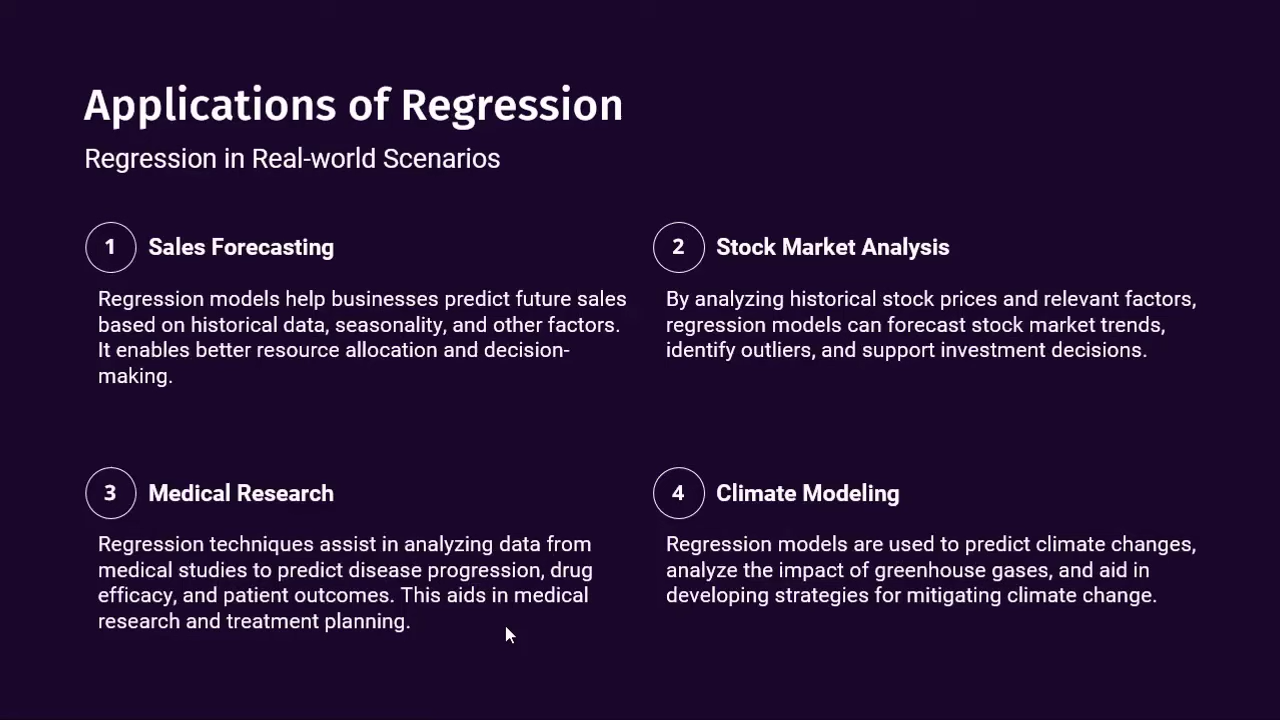 Applications of Regression
Regression in Real-world Scenarios
1 Sales Forecasting
Regression models help businesses predict future sales
based on historical data, seasonality, and other factors.
It enables better resource allocation and decision-
making.
2 Stock Market Analysis
By analyzing historical stock prices and relevant factors,
regression models can forecast stock market trends,
identify outliers, and support investment decisions.
3 Medical Research
Regression techniques assist in analyzing data from
medical studies to predict disease progression, drug
efficacy, and patient outcomes. This aids in medical
research and treatment planning.
4 Climate Modeling
Regression models are used to predict climate changes,
analyze the impact of greenhouse gases, and aid in
developing strategies for mitigating climate change.